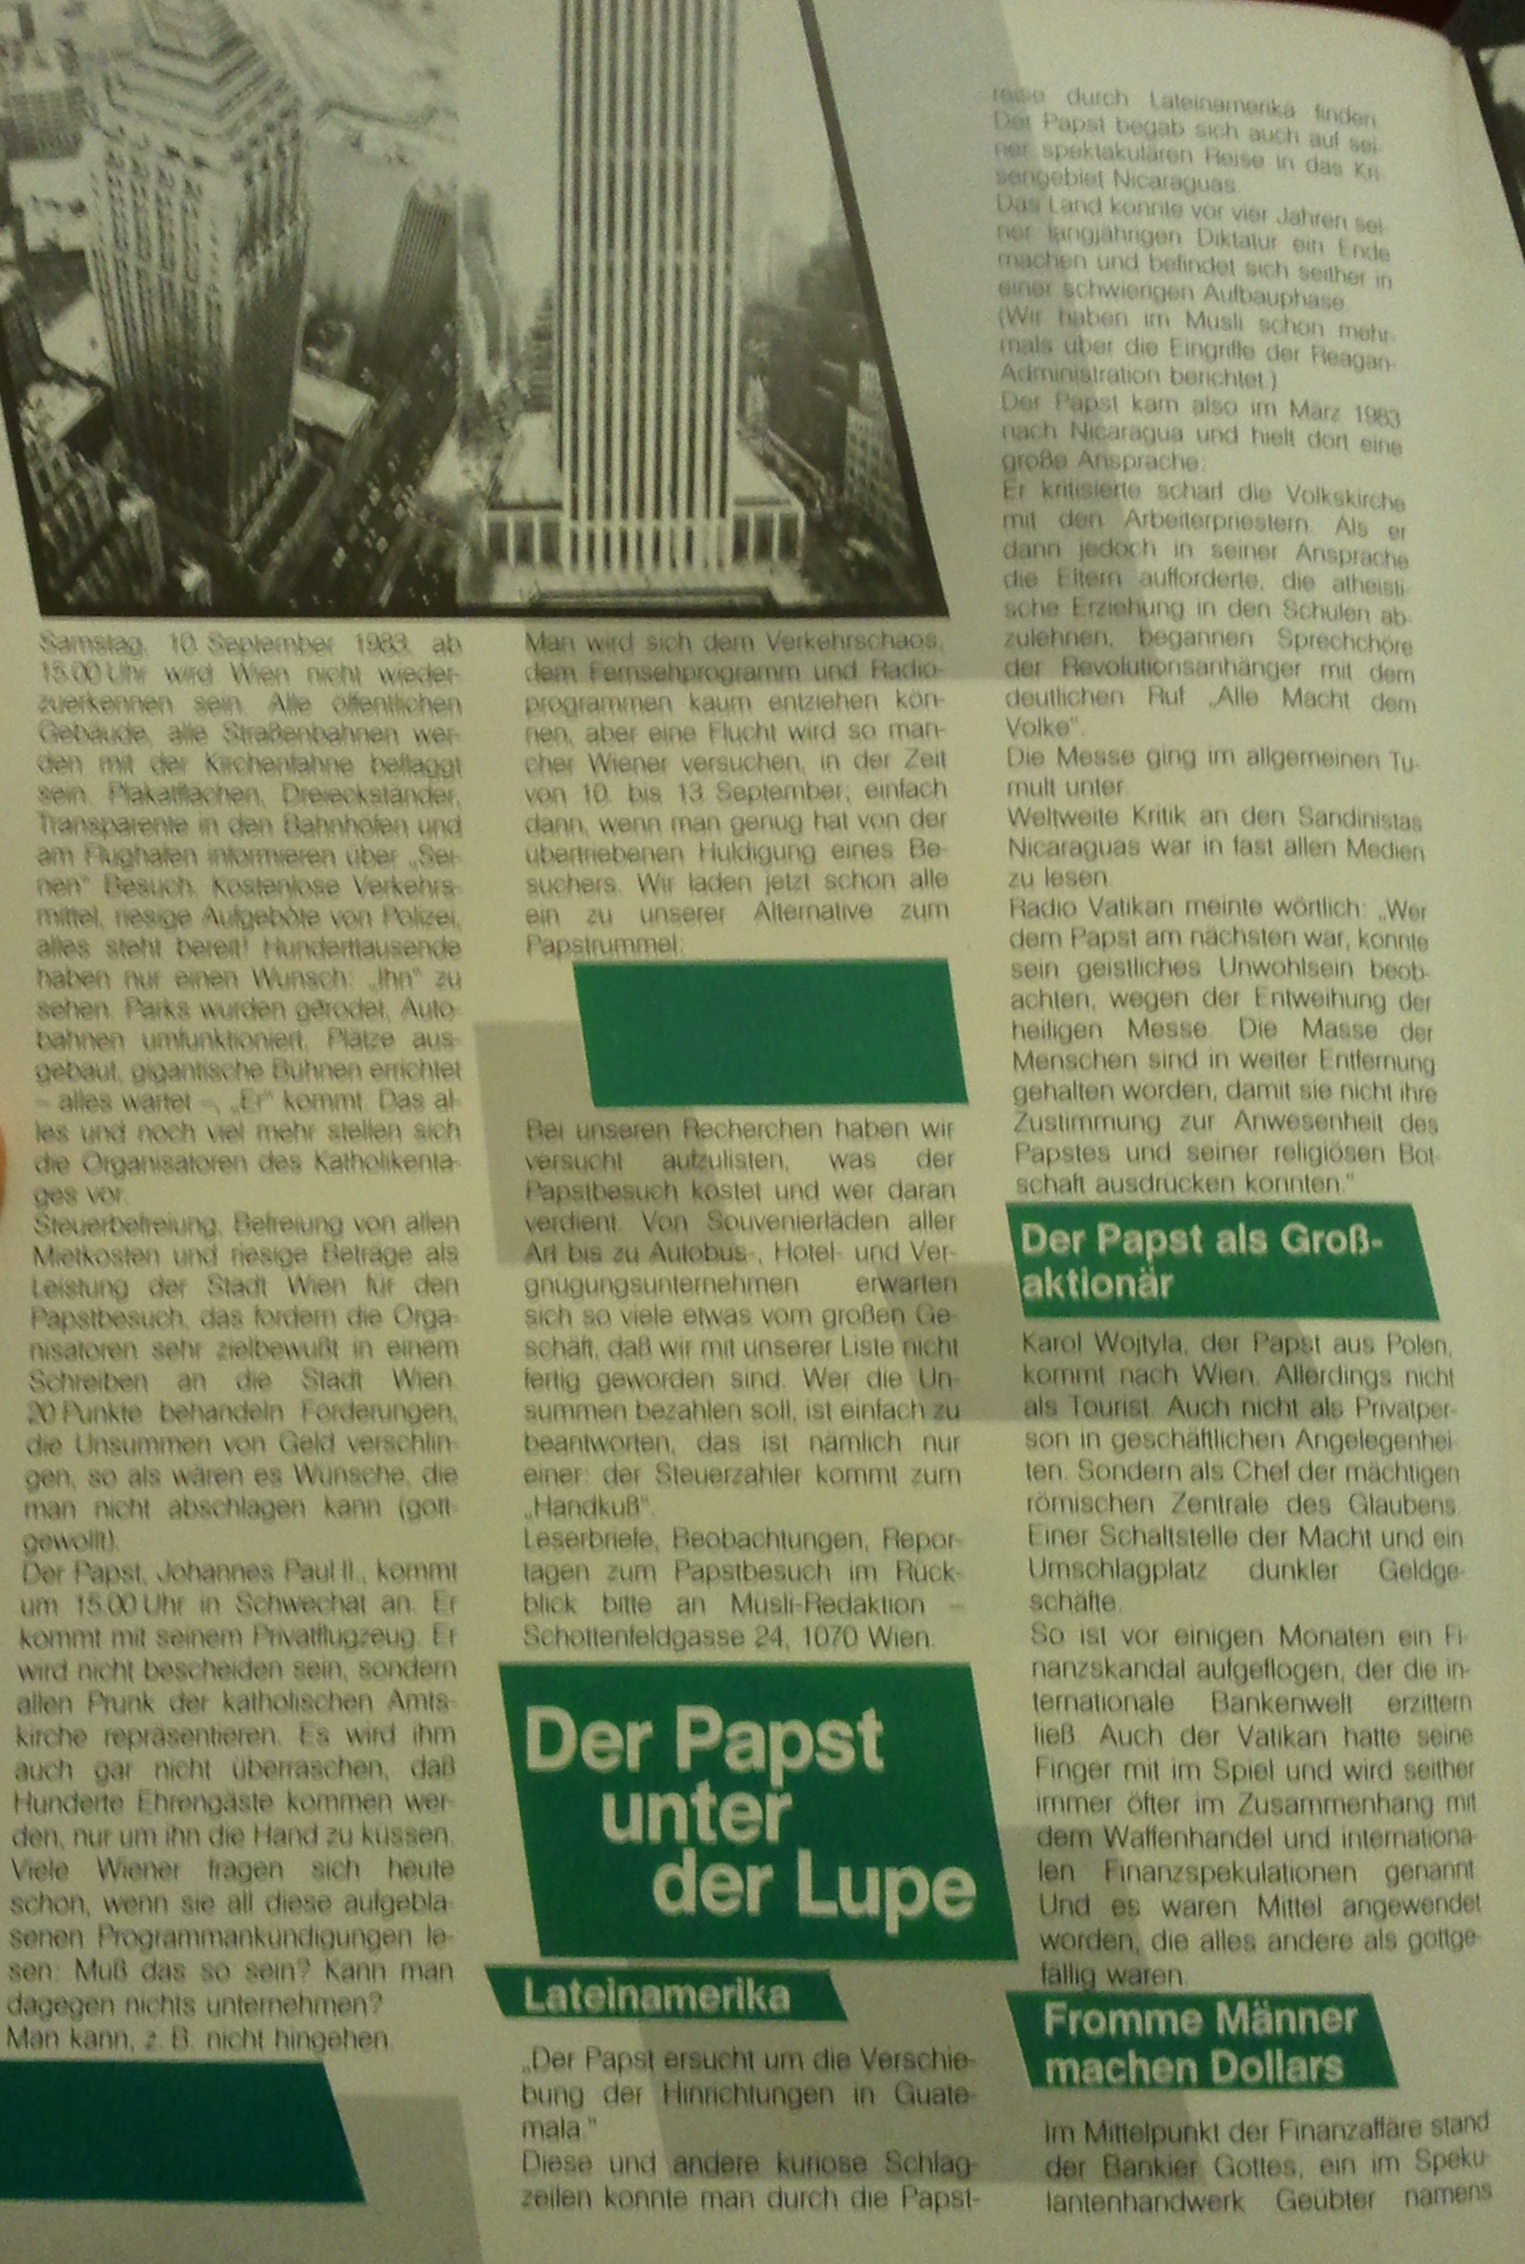 Samstag, 10. September 1983, ab
15.00 Uhr wird Wien nicht wieder-
zuerkennen sein. Alle öffentlichen
Gebäude, alle Straßenbahnen wer-
den mit der Kirchenfahne beflaggt
sein. Plakatflächen, Dreieckständer,
Transparente in den Bahnhöfen und
am Flughafen informieren über „Sei-
nen“ Besuch. Kostenlose Verkehrs-
mittel, riesige Aufgebote von Polizei,
alles steht bereit! Hunderttausende
haben nur einen Wunsch: „Ihn“ zu
sehen. Parks wurden gerodet, Auto-
bahnen umfunktioniert, Plätze aus-
gebaut, gigantische Bühnen errichtet
– alles wartet –, „Er“ kommt. Das al-
les und noch viel mehr stellen sich
die Organisatoren des Katholikenta-
ges vor.
Steuerbefreiung, Befreiung von allen
Mietkosten und riesige Beträge als
Leistung der Stadt Wien für den
Papstbesuch, das fordern die Orga-
nisatoren sehr zielbewußt in einem
Schreiben an die Stadt Wien.
20 Punkte behandeln Forderungen,
die Unsummen von Geld verschlin-
gen, so als wären es Wünsche, die
man nicht abschlagen kann (gott-
gewollt).
Der Papst, Johannes Paul II., kommt
um 15.00 Uhr in Schwechat an. Er
kommt mit seinem Privatflugzeug. Er
wird nicht bescheiden sein, sondern
allen Prunk der katholischen Amts-
kirche repräsentieren. Es wird ihm
auch gar nicht überraschen, daß
Hunderte Ehrengäste kommen wer-
den, nur um ihn die Hand zu küssen.
Viele Wiener fragen sich heute
schon, wenn sie all diese aufgebla-
senen Programmankündigungen le-
sen: Muß das so sein? Kann man
dagegen nichts unternehmen?
Man kann, z. B. nicht hingehen.
Man wird sich dem Verkehrschaos,
dem Fernsehprogramm und Radio-
programmen kaum entziehen kön-
nen, aber eine Flucht wird so man-
cher Wiener versuchen, in der Zeit
von 10. bis 13. September; einfach
dann, wenn man genug hat von der
übertriebenen Huldigung eines Be-
suchers. Wir laden jetzt schon alle
ein zu unserer Alternative zum
Papstrummel:
Bei unseren Recherchen haben wir
versucht aufzulisten, was der
Papstbesuch kostet und wer daran
verdient. Von Souvenierläden aller
Art bis zu Autobus-, Hotel- und Ver-
gnügungsunternehmen erwarten
sich so viele etwas vom großen Ge-
schäft, daß wir mit unserer Liste nicht
fertig geworden sind. Wer die Un-
summen bezahlen soll, ist einfach zu
beantworten, das ist nämlich nur
einer: der Steuerzahler kommt zum
„Handkuß“.
Leserbriefe, Beobachtungen, Repor-
tagen zum Papstbesuch im Rück-
blick bitte an Müsli-Redaktion –
Schottenfeldgasse 24, 1070 Wien.
Der Papst
unter
der Lupe
Lateinamerika
„Der Papst ersucht um die Verschie-
bung der Hinrichtungen in Guate-
mala.“
Diese und andere kuriose Schlag-
zeilen konnte man durch die Papst-
reise durch Lateinamerika finden.
Der Papst begab sich auch auf sei-
ner spektakulären Reise in das Kri-
sengebiet Nicaraguas.
Das Land konnte vor vier Jahren sei-
ner langjährigen Diktatur ein Ende
machen und befindet sich seither in
einer schwierigen Aufbauphase.
(Wir haben im Müsli schon mehr-
mals über die Eingriffe der Reagan-
Administration berichtet.)
Der Papst kam also im März 1983
nach Nicaragua und hielt dort eine
große Ansprache:
Er kritisierte scharf die Volkskirche
mit den Arbeiterpriestern. Als er
dann jedoch in seiner Ansprache
die Eltern aufforderte, die atheisti-
sche Erziehung in den Schulen ab-
zulehnen, begannen Sprechchöre
der Revolutionsanhänger mit dem
deutlichen Ruf „Alle Macht dem
Volke“.
Die Messe ging im allgemeinen Tu-
mult unter.
Weltweite Kritik an den Sandinistas
Nicaraguas war in fast allen Medien
zu lesen.
Radio Vatikan meinte wörtlich: „Wer
dem Papst am nächsten war, konnte
sein geistliches Unwohlsein beob-
achten, wegen der Entweihung der
heiligen Messe. Die Masse der
Menschen sind in weiter Entfernung
gehalten worden, damit sie nicht ihre
Zustimmung zur Anwesenheit des
Papstes und seiner religiösen Bot-
schaft ausdrücken konnten.“
Der Papst als Groß-
aktionär
Karol Wojtyla, der Papst aus Polen,
kommt nach Wien. Allerdings nicht
als Tourist. Auch nicht als Privatper-
son in geschäftlichen Angelegenhei-
ten. Sondern als Chef der mächtigen
römischen Zentrale des Glaubens.
Einer Schaltstelle der Macht und ein
Umschlagplatz dunkler Geldge-
schäfte.
So ist vor einigen Monaten ein Fi-
nanzskandal aufgeflogen, der die in-
ternationale Bankenwelt erzittern
ließ. Auch der Vatikan hatte seine
Finger mit im Spiel und wird seither
immer öfter im Zusammenhang mit
dem Waffenhandel und internationa-
len Finanzspekulationen genannt.
Und es waren Mittel angewendet
worden, die alles andere als gottge-
fällig waren.
Fromme Männer
machen Dollars
Im Mittelpunkt der Finanzaffäre stand
der Bankier Gottes, ein im Speku-
lantenhandwerk Geübter namens